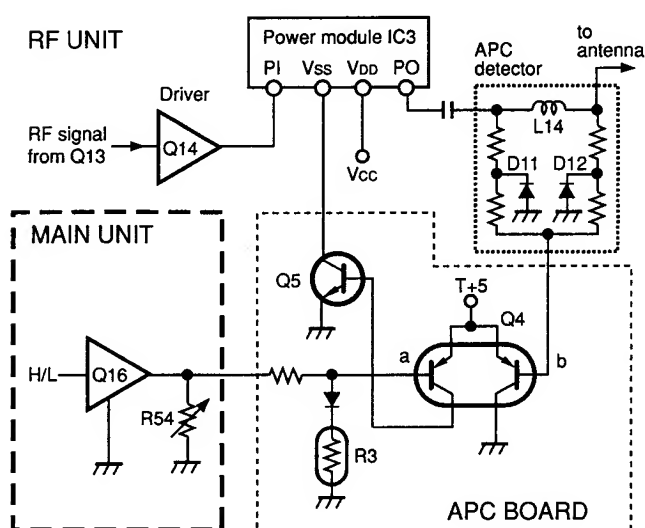 RF UNIT
Power module IC3
PI
VSS
VDD
PO
APC
detector
to
antenna
Driver
RF signal
from Q13
Q14
VCC
L14
D11
D12
MAIN UNIT
Q5
T+5
Q4
a
b
H/L
Q16
R54
R3
APC BOARD